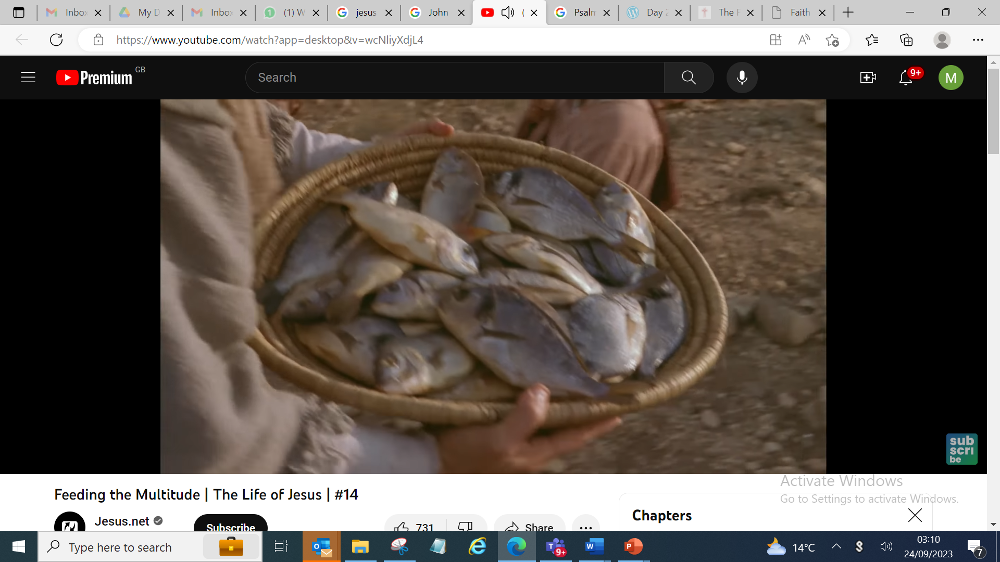 Inbox
My D
Inbox
(1) W
jesus
John
(
Psalm
Day 2
The P
Faith
https://www.youtube.com/watch?app=desktop&v=wcNIiyXdjL4
Premium GB
Search
9+
M
sub
scri
be
Activate Windows
Go to Settings to activate Windows.
Feeding the Multitude | The Life of Jesus | #14
Chapters
Jesus.net
Subscribe
731
Share
Type here to search
9+
14°C
03:10
24/09/2023
7